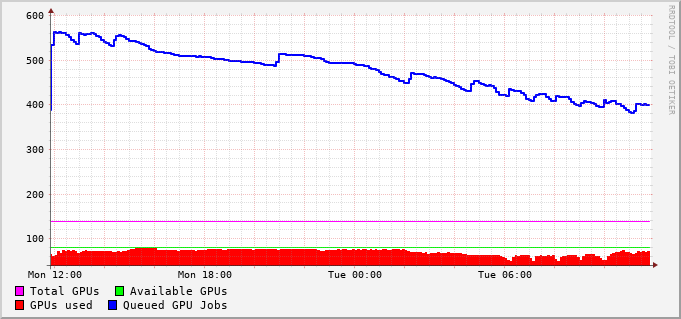 600
500
400
300
200
100
Mon 12:00 Mon 18:00 Tue 00:00 Tue 06:00
Total GPUs Available GPUs
GPUs used Queued GPU Jobs
RRDTOOL / TOBI OETIKER